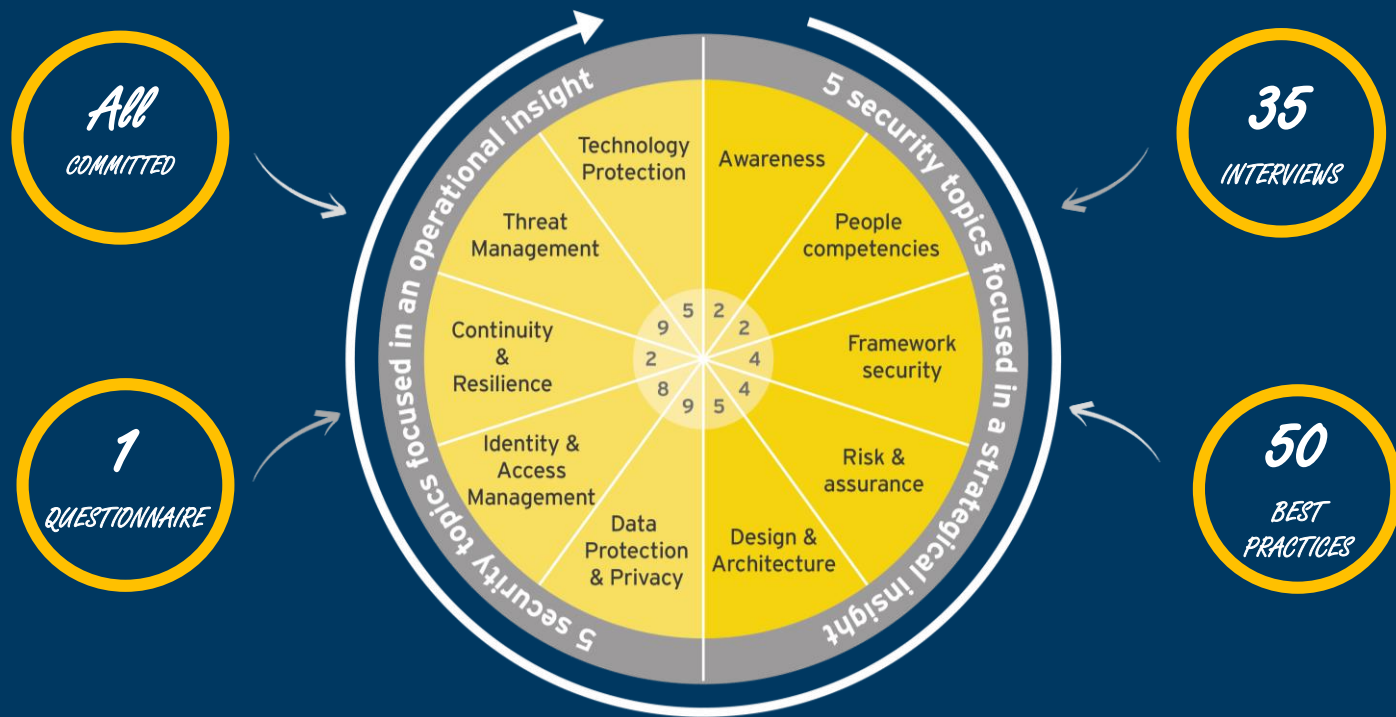 All
COMMITTED
1
QUESTIONNAIRE
35
INTERVIEWS
50
BEST
PRACTICES
5 security topics focused in an operational insight
5 security topics focused in a strategical insight
Technology
Protection
Awareness
Threat
Management
People
competencies
Continuity
&
Resilience
Framework
security
Identity &
Access
Management
Risk &
assurance
Data
Protection
& Privacy
Design &
Architecture
5
2
9
2
2
4
8
4
9
5